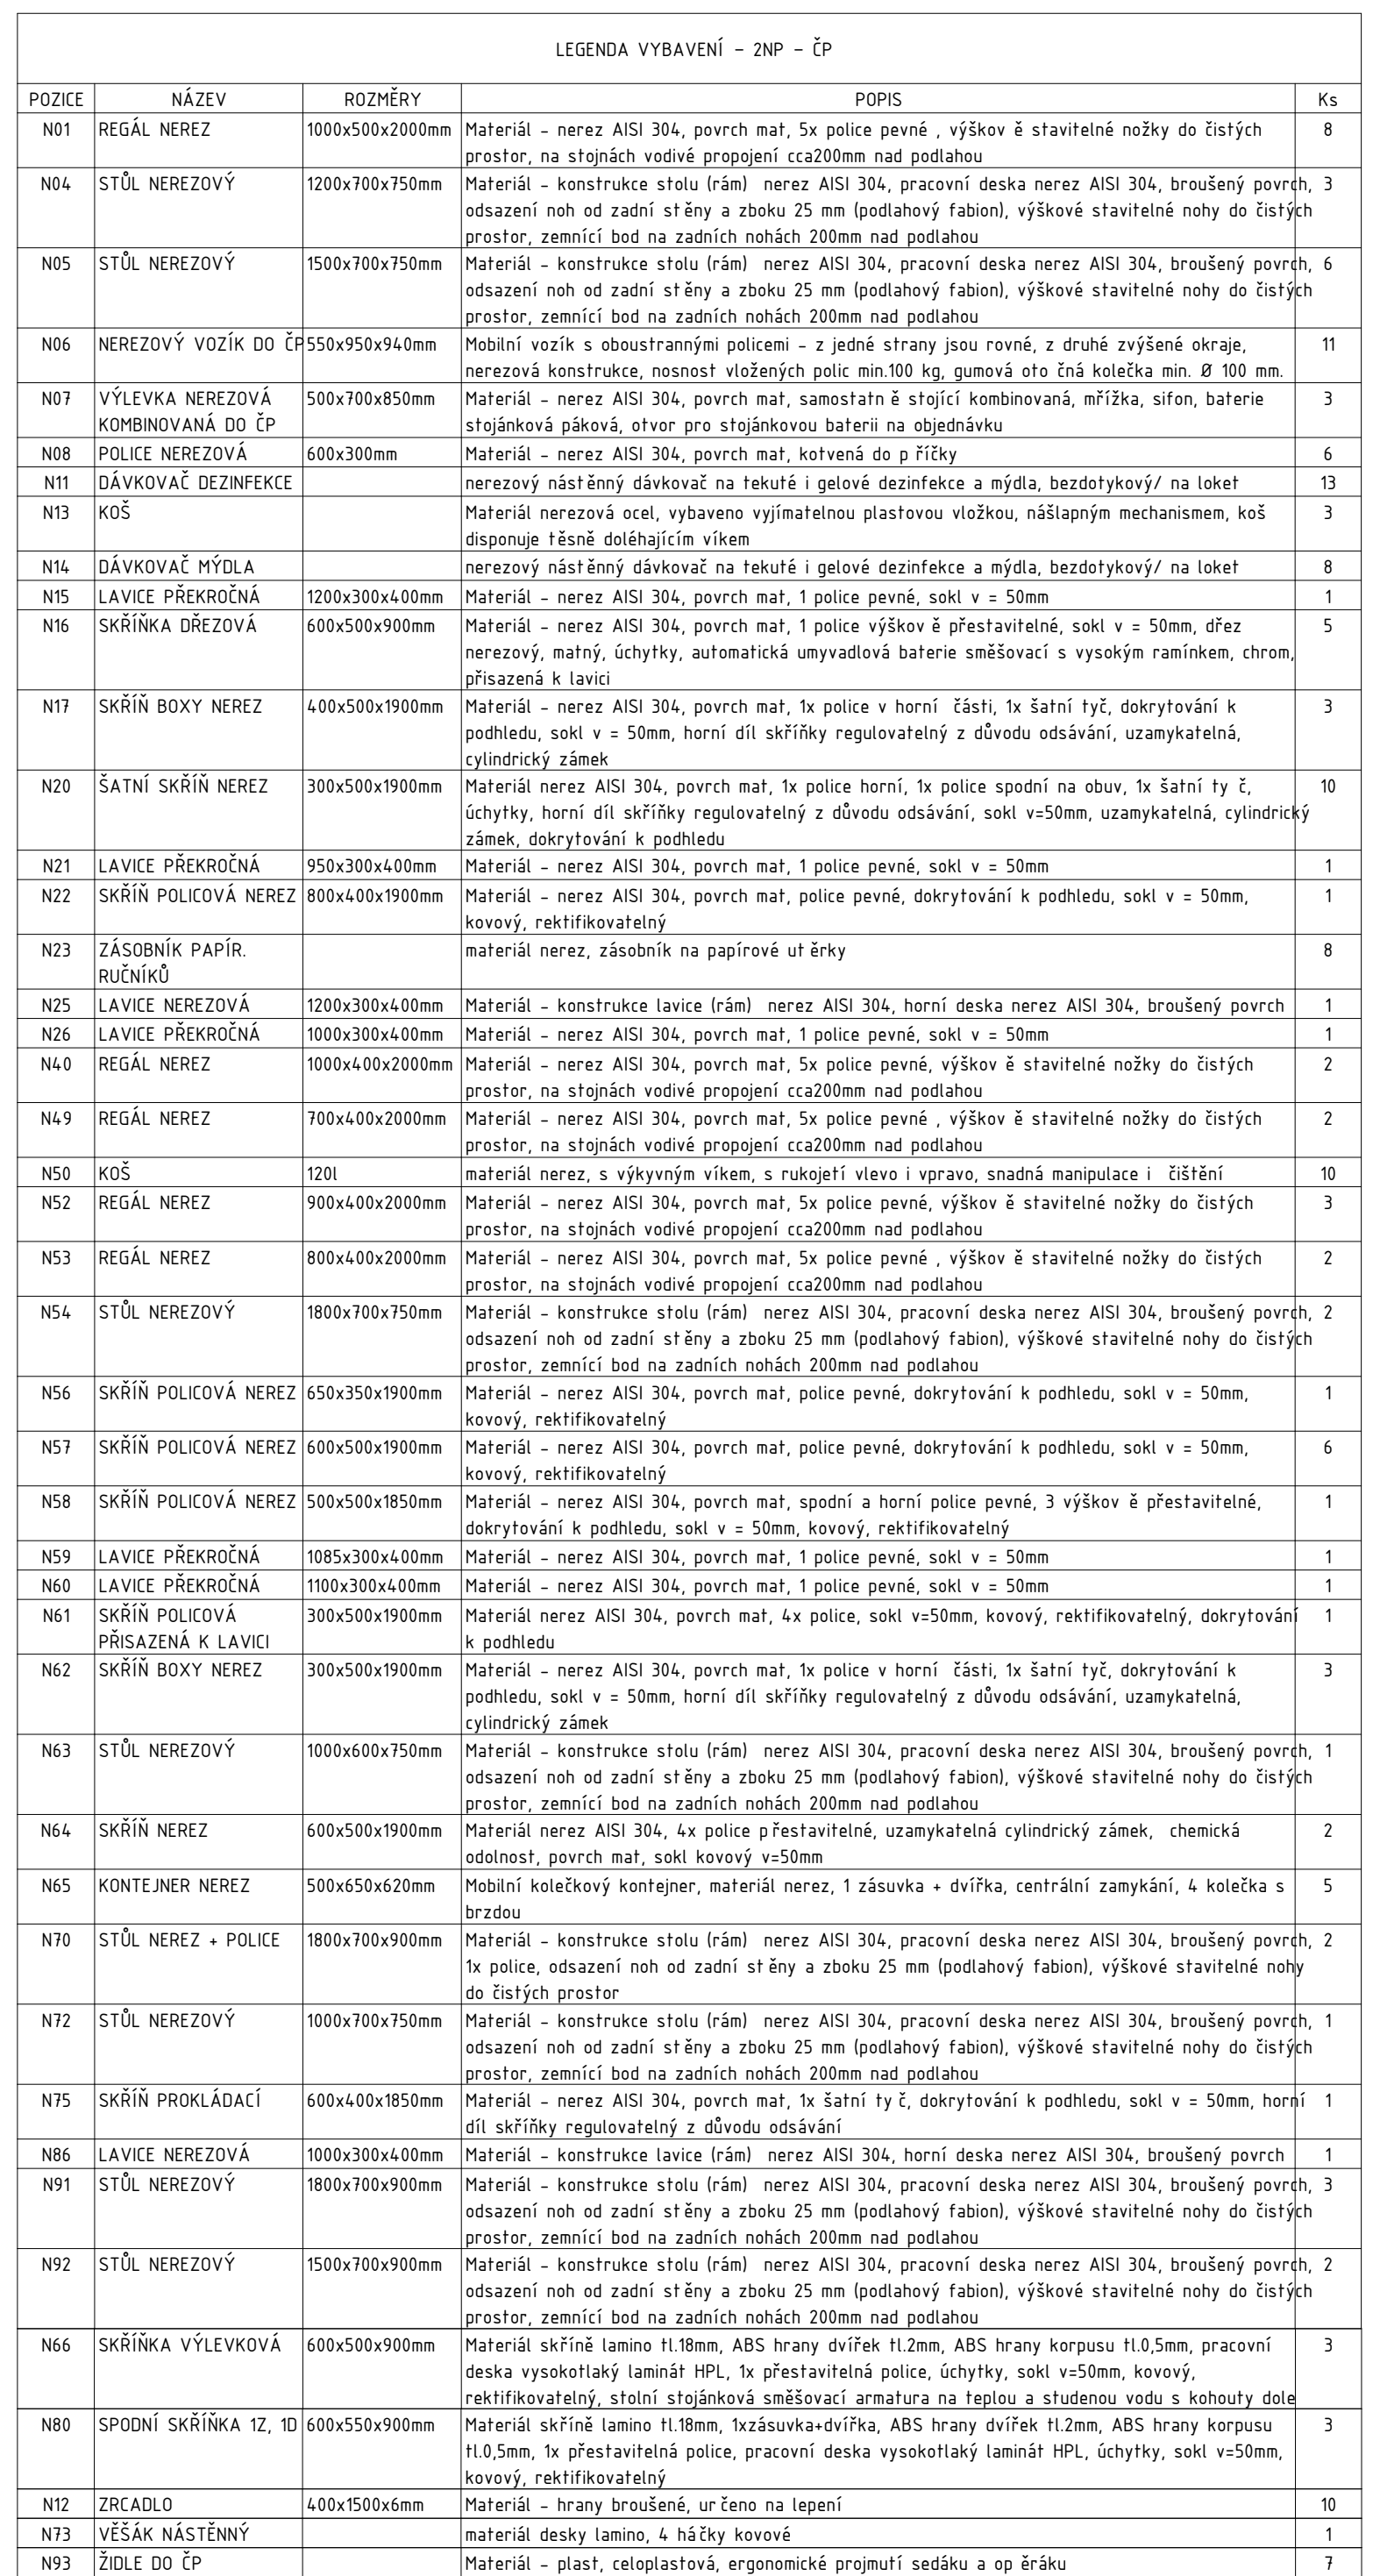 LEGENDA VYBAVENÍ – 2NP – ČP
POZICE NÁZEV ROZMĚRY POPIS Ks
N01 REGÁL NEREZ 1000x500x2000mm Materiál – nerez AISI 304, povrch mat, 5x police pevné , výškov ě stavitelné nožky do čistých 8
prostor, na stojnách vodivé propojení cca200mm nad podlahou
N04 STŮL NEREZOVÝ 1200x700x750mm Materiál – konstrukce stolu (rám) nerez AISI 304, pracovní deska nerez AISI 304, broušený povrch, 3
odsazení noh od zadní st ěny a zboku 25 mm (podlahový fabion), výškové stavitelné nohy do čistých
prostor, zemnící bod na zadních nohách 200mm nad podlahou
N05 STŮL NEREZOVÝ 1500x700x750mm Materiál – konstrukce stolu (rám) nerez AISI 304, pracovní deska nerez AISI 304, broušený povrch, 6
odsazení noh od zadní st ěny a zboku 25 mm (podlahový fabion), výškové stavitelné nohy do čistých
prostor, zemnící bod na zadních nohách 200mm nad podlahou
N06 NEREZOVÝ VOZÍK DO ČP 550x950x940mm Mobilní vozík s oboustrannými policemi – z jedné strany jsou rovné, z druhé zvýšené okraje, 11
nerezová konstrukce, nosnost vložených polic min.100 kg, gumová oto čná kolečka min. Ø 100 mm.
N07 VÝLEVKA NEREZOVÁ 500x700x850mm Materiál – nerez AISI 304, povrch mat, samostatn ě stojící kombinovaná, mřížka, sifon, baterie 3
KOMBINOVANÁ DO ČP stojánková páková, otvor pro stojánkovou baterii na objednávku
N08 POLICE NEREZOVÁ 600x300mm Materiál – nerez AISI 304, povrch mat, kotvená do p říčky 6
N11 DÁVKOVAČ DEZINFEKCE nerezový nástěnný dávkovač na tekuté i gelové dezinfekce a mýdla, bezdotykový/ na loket 13
N13 KOŠ Materiál nerezová ocel, vybaveno vyjímatelnou plastovou vložkou, nášlapným mechanismem, koš 3
disponuje těsně doléhajícím víkem
N14 DÁVKOVAČ MÝDLA nerezový nástěnný dávkovač na tekuté i gelové dezinfekce a mýdla, bezdotykový/ na loket 8
N15 LAVICE PŘEKROČNÁ 1200x300x400mm Materiál – nerez AISI 304, povrch mat, 1 police pevné, sokl v = 50mm 1
N16 SKŘÍŇKA DŘEZOVÁ 600x500x900mm Materiál – nerez AISI 304, povrch mat, 1 police výškov ě přestavitelné, sokl v = 50mm, dřez 5
nerezový, matný, úchytky, automatická umyvadlová baterie směšovací s vysokým ramínkem, chrom,
přisazená k lavici
N17 SKŘÍŇ BOXY NEREZ 400x500x1900mm Materiál – nerez AISI 304, povrch mat, 1x police v horní části, 1x šatní tyč, dokrytování k 3
podhledu, sokl v = 50mm, horní díl skříňky regulovatelný z důvodu odsávání, uzamykatelná,
cylindrický zámek
N20 ŠATNÍ SKŘÍŇ NEREZ 300x500x1900mm Materiál nerez AISI 304, povrch mat, 1x police horní, 1x police spodní na obuv, 1x šatní ty č, 10
úchytky, horní díl skříňky regulovatelný z důvodu odsávání, sokl v=50mm, uzamykatelná, cylindrický
zámek, dokrytování k podhledu
N21 LAVICE PŘEKROČNÁ 950x300x400mm Materiál – nerez AISI 304, povrch mat, 1 police pevné, sokl v = 50mm 1
N22 SKŘÍŇ POLICOVÁ NEREZ 800x400x1900mm Materiál – nerez AISI 304, povrch mat, police pevné, dokrytování k podhledu, sokl v = 50mm, 1
kovový, rektifikovatelný
N23 ZÁSOBNÍK PAPÍR. materiál nerez, zásobník na papírové ut ěrky 8
RUČNÍKŮ
N25 LAVICE NEREZOVÁ 1200x300x400mm Materiál – konstrukce lavice (rám) nerez AISI 304, horní deska nerez AISI 304, broušený povrch 1
N26 LAVICE PŘEKROČNÁ 1000x300x400mm Materiál – nerez AISI 304, povrch mat, 1 police pevné, sokl v = 50mm 1
N40 REGÁL NEREZ 1000x400x2000mm Materiál – nerez AISI 304, povrch mat, 5x police pevné, výškov ě stavitelné nožky do čistých 2
prostor, na stojnách vodivé propojení cca200mm nad podlahou
N49 REGÁL NEREZ 700x400x2000mm Materiál – nerez AISI 304, povrch mat, 5x police pevné , výškov ě stavitelné nožky do čistých 2
prostor, na stojnách vodivé propojení cca200mm nad podlahou
N50 KOŠ 120l materiál nerez, s výkyvným víkem, s rukojetí vlevo i vpravo, snadná manipulace i čištění 10
N52 REGÁL NEREZ 900x400x2000mm Materiál – nerez AISI 304, povrch mat, 5x police pevné, výškov ě stavitelné nožky do čistých 3
prostor, na stojnách vodivé propojení cca200mm nad podlahou
N53 REGÁL NEREZ 800x400x2000mm Materiál – nerez AISI 304, povrch mat, 5x police pevné , výškov ě stavitelné nožky do čistých 2
prostor, na stojnách vodivé propojení cca200mm nad podlahou
N54 STŮL NEREZOVÝ 1800x700x750mm Materiál – konstrukce stolu (rám) nerez AISI 304, pracovní deska nerez AISI 304, broušený povrch, 2
odsazení noh od zadní st ěny a zboku 25 mm (podlahový fabion), výškové stavitelné nohy do čistých
prostor, zemnící bod na zadních nohách 200mm nad podlahou
N56 SKŘÍŇ POLICOVÁ NEREZ 650x350x1900mm Materiál – nerez AISI 304, povrch mat, police pevné, dokrytování k podhledu, sokl v = 50mm, 1
kovový, rektifikovatelný
N57 SKŘÍŇ POLICOVÁ NEREZ 600x500x1900mm Materiál – nerez AISI 304, povrch mat, police pevné, dokrytování k podhledu, sokl v = 50mm, 6
kovový, rektifikovatelný
N58 SKŘÍŇ POLICOVÁ NEREZ 500x500x1850mm Materiál – nerez AISI 304, povrch mat, spodní a horní police pevné, 3 výškov ě přestavitelné, 1
dokrytování k podhledu, sokl v = 50mm, kovový, rektifikovatelný
N59 LAVICE PŘEKROČNÁ 1085x300x400mm Materiál – nerez AISI 304, povrch mat, 1 police pevné, sokl v = 50mm 1
N60 LAVICE PŘEKROČNÁ 1100x300x400mm Materiál – nerez AISI 304, povrch mat, 1 police pevné, sokl v = 50mm 1
N61 SKŘÍŇ POLICOVÁ 300x500x1900mm Materiál nerez AISI 304, povrch mat, 4x police, sokl v=50mm, kovový, rektifikovatelný, dokrytování 1
PŘISAZENÁ K LAVICI k podhledu
N62 SKŘÍŇ BOXY NEREZ 300x500x1900mm Materiál – nerez AISI 304, povrch mat, 1x police v horní části, 1x šatní tyč, dokrytování k 3
podhledu, sokl v = 50mm, horní díl skříňky regulovatelný z důvodu odsávání, uzamykatelná,
cylindrický zámek
N63 STŮL NEREZOVÝ 1000x600x750mm Materiál – konstrukce stolu (rám) nerez AISI 304, pracovní deska nerez AISI 304, broušený povrch, 1
odsazení noh od zadní st ěny a zboku 25 mm (podlahový fabion), výškové stavitelné nohy do čistých
prostor, zemnící bod na zadních nohách 200mm nad podlahou
N64 SKŘÍŇ NEREZ 600x500x1900mm Materiál nerez AISI 304, 4x police p řestavitelné, uzamykatelná cylindrický zámek, chemická 2
odolnost, povrch mat, sokl kovový v=50mm
N65 KONTEJNER NEREZ 500x650x620mm Mobilní kolečkový kontejner, materiál nerez, 1 zásuvka + dvířka, centrální zamykání, 4 kolečka s 5
brzdou
N70 STŮL NEREZ + POLICE 1800x700x900mm Materiál – konstrukce stolu (rám) nerez AISI 304, pracovní deska nerez AISI 304, broušený povrch, 2
1x police, odsazení noh od zadní st ěny a zboku 25 mm (podlahový fabion), výškové stavitelné nohy
do čistých prostor
N72 STŮL NEREZOVÝ 1000x700x750mm Materiál – konstrukce stolu (rám) nerez AISI 304, pracovní deska nerez AISI 304, broušený povrch, 1
odsazení noh od zadní st ěny a zboku 25 mm (podlahový fabion), výškové stavitelné nohy do čistých
prostor, zemnící bod na zadních nohách 200mm nad podlahou
N75 SKŘÍŇ PROKLÁDACÍ 600x400x1850mm Materiál – nerez AISI 304, povrch mat, 1x šatní ty č, dokrytování k podhledu, sokl v = 50mm, horní 1
díl skříňky regulovatelný z důvodu odsávání
N86 LAVICE NEREZOVÁ 1000x300x400mm Materiál – konstrukce lavice (rám) nerez AISI 304, horní deska nerez AISI 304, broušený povrch 1
N91 STŮL NEREZOVÝ 1800x700x900mm Materiál – konstrukce stolu (rám) nerez AISI 304, pracovní deska nerez AISI 304, broušený povrch, 3
odsazení noh od zadní st ěny a zboku 25 mm (podlahový fabion), výškové stavitelné nohy do čistých
prostor, zemnící bod na zadních nohách 200mm nad podlahou
N92 STŮL NEREZOVÝ 1500x700x900mm Materiál – konstrukce stolu (rám) nerez AISI 304, pracovní deska nerez AISI 304, broušený povrch, 2
odsazení noh od zadní st ěny a zboku 25 mm (podlahový fabion), výškové stavitelné nohy do čistých
prostor, zemnící bod na zadních nohách 200mm nad podlahou
N66 SKŘÍŇKA VÝLEVKOVÁ 600x500x900mm Materiál skříně lamino tl.18mm, ABS hrany dvířek tl.2mm, ABS hrany korpusu tl.0,5mm, pracovní 3
deska vysokotlaký laminát HPL, 1x přestavitelná police, úchytky, sokl v=50mm, kovový,
rektifikovatelný, stolní stojánková směšovací armatura na teplou a studenou vodu s kohouty dole
N80 SPODNÍ SKŘÍŇKA 1Z, 1D 600x550x900mm Materiál skříně lamino tl.18mm, 1xzásuvka+dvířka, ABS hrany dvířek tl.2mm, ABS hrany korpusu 3
tl.0,5mm, 1x přestavitelná police, pracovní deska vysokotlaký laminát HPL, úchytky, sokl v=50mm,
kovový, rektifikovatelný
N12 ZRCADLO 400x1500x6mm Materiál – hrany broušené, ur čeno na lepení 10
N73 VĚŠÁK NÁSTĚNNÝ materiál desky lamino, 4 háčky kovové 1
N93 ŽIDLE DO ČP Materiál – plast, celoplastová, ergonomické projmutí sedáku a op ěráku 7